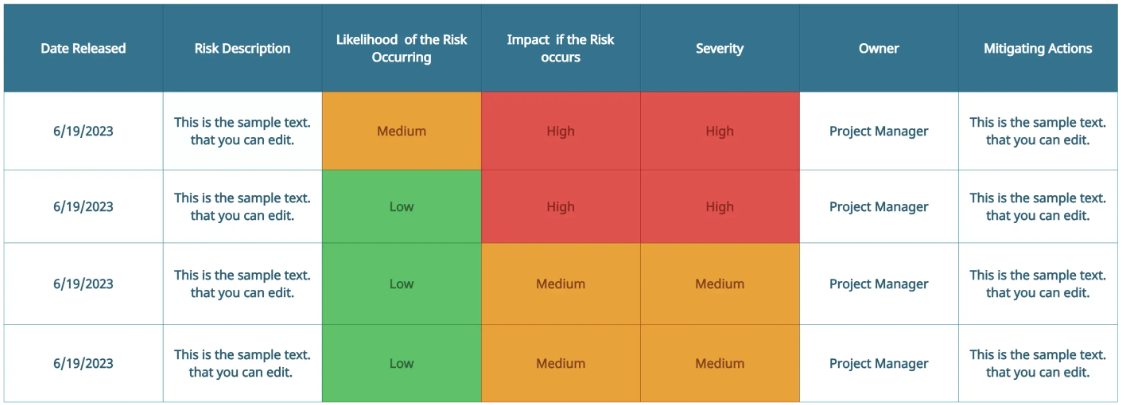 Date Released
Risk Description
Likelihood of the Risk
Occurring
Impact if the Risk
occurs
Severity
Owner
Mitigating Actions
6/19/2023
This is the sample text.
that you can edit.
Medium
High
High
Project Manager
This is the sample text.
that you can edit.
6/19/2023
This is the sample text.
that you can edit.
Low
High
High
Project Manager
This is the sample text.
that you can edit.
6/19/2023
This is the sample text.
that you can edit.
Low
Medium
Medium
Project Manager
This is the sample text.
that you can edit.
6/19/2023
This is the sample text.
that you can edit.
Low
Medium
Medium
Project Manager
This is the sample text.
that you can edit.